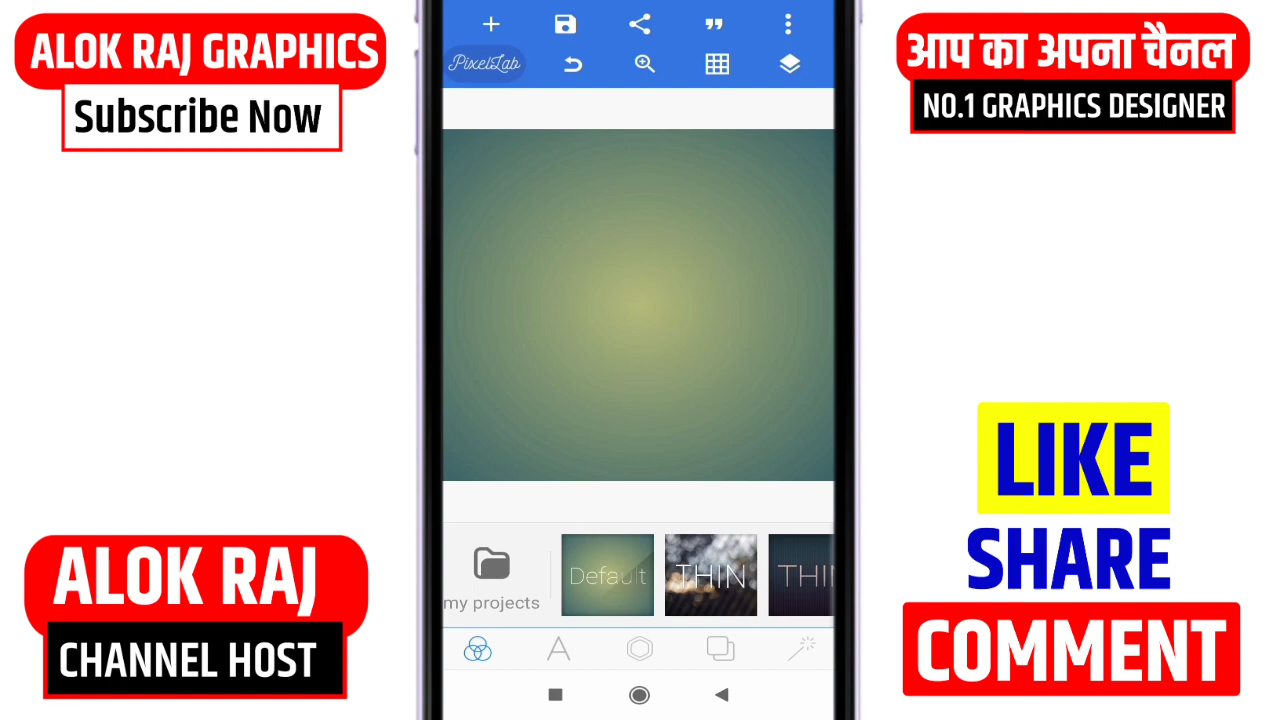 ALOK RAJ GRAPHICS
Subscribe Now
आप का अपना चैनल
NO.1 GRAPHICS DESIGNER
PixelLab
my projects
Default
THIN
THIN
LIKE
SHARE
COMMENT
ALOK RAJ
CHANNEL HOST